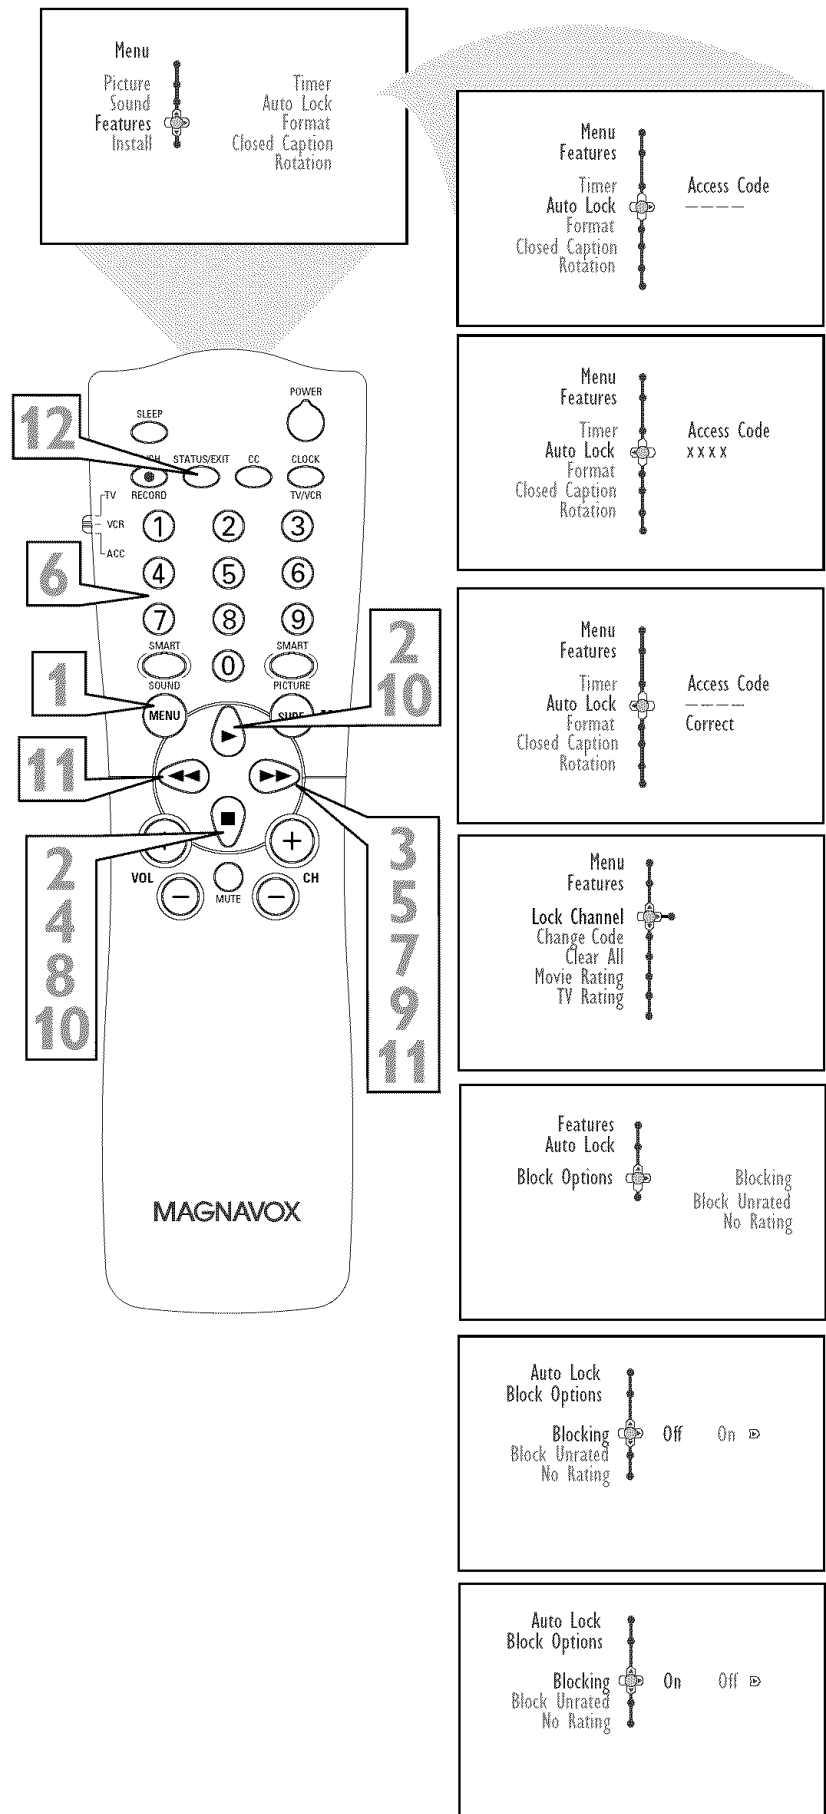 Menu
Picture
Sound
Features
Install
Timer
Auto Lock
Format
Closed Caption
Rotation
Menu
Features
Timer
Auto Lock
Format
Closed Caption
Rotation
Access Code
_ _ _ _
Menu
Features
Timer
Auto Lock
Format
Closed Caption
Rotation
Access Code
X X X X
Menu
Features
Timer
Auto Lock
Format
Closed Caption
Rotation
Access Code
_ _ _ _
Correct
Menu
Features
Lock Channel
Change Code
Clear All
Movie Rating
TV Rating
Features
Auto Lock
Block Options
Blocking
Block Unrated
No Rating
Auto Lock
Block Options
Blocking Off On
Block Unrated
No Rating
Auto Lock
Block Options
Blocking On Off
Block Unrated
No Rating
POWER
SLEEP
12
STATUS/EXIT CC CLOCK
RECORD TV/VCR
TV
VCR
ACC
1 2 3
4 5 6
7 8 9
6
SMART SMART
0
SOUND PICTURE
1
MENU
2
10
11
2
4
8
10
3
5
7
9
11
VOL
MUTE
CH
MAGNAVOX